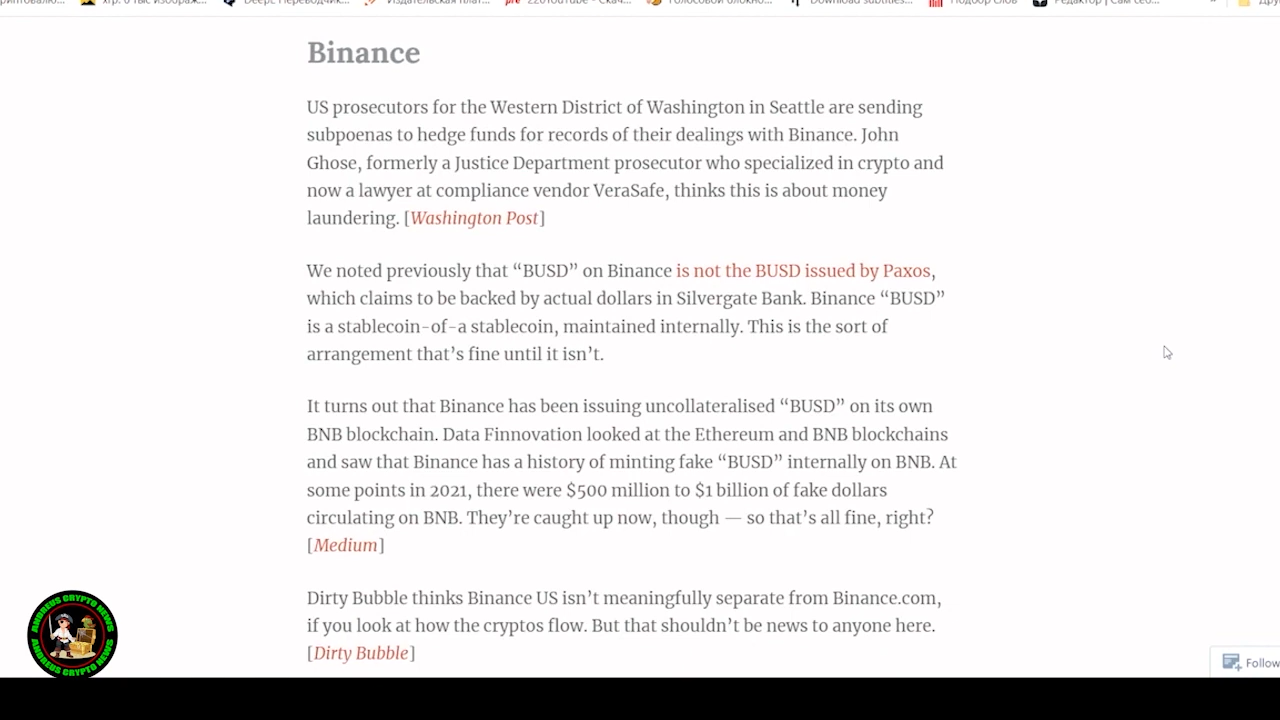 Binance
US prosecutors for the Western District of Washington in Seattle are sending
subpoenas to hedge funds for records of their dealings with Binance. John
Ghose, formerly a Justice Department prosecutor who specialized in crypto and
now a lawyer at compliance vendor VeraSafe, thinks this is about money
laundering. [Washington Post]
We noted previously that “BUSD” on Binance is not the BUSD issued by Paxos,
which claims to be backed by actual dollars in Silvergate Bank. Binance “BUSD”
is a stablecoin-of-a stablecoin, maintained internally. This is the sort of
arrangement that’s fine until it isn’t.
It turns out that Binance has been issuing uncollateralised “BUSD” on its own
BNB blockchain. Data Finnovation looked at the Ethereum and BNB blockchains
and saw that Binance has a history of minting fake “BUSD” internally on BNB. At
some points in 2021, there were $500 million to $1 billion of fake dollars
circulating on BNB. They’re caught up now, though — so that’s all fine, right?
[Medium]
Dirty Bubble thinks Binance US isn’t meaningfully separate from Binance.com,
if you look at how the cryptos flow. But that shouldn’t be news to anyone here.
[Dirty Bubble]
ANDREUS CRYPTO NEWS
ANDREUS CRYPTO NEWS
Follow